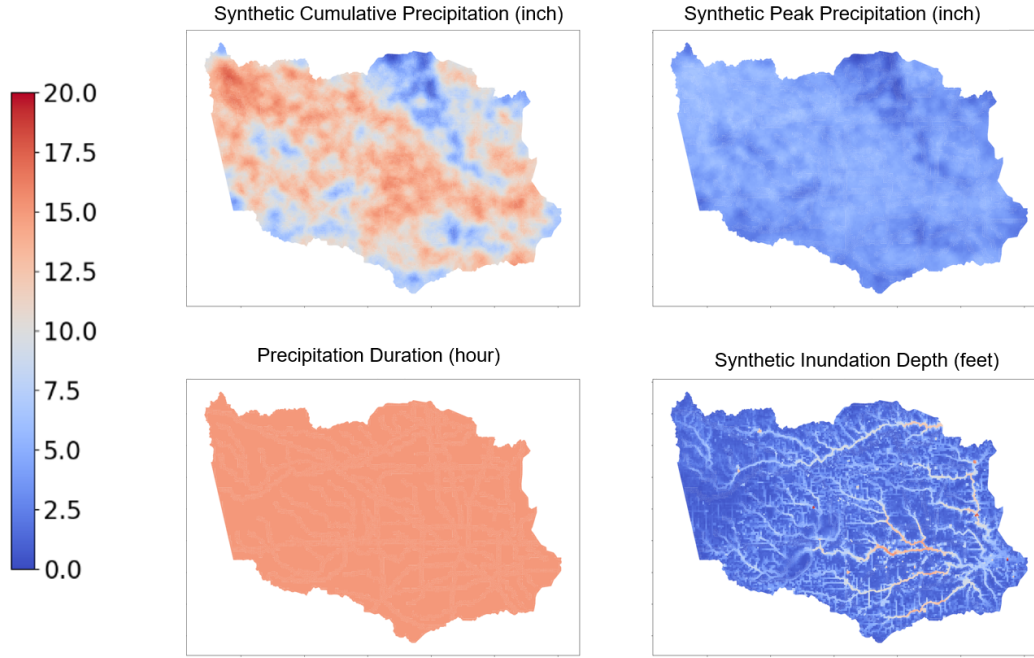 Synthetic Cumulative Precipitation (inch)
Synthetic Peak Precipitation (inch)
20.0
17.5
15.0
12.5
10.0
7.5
5.0
2.5
0.0
Precipitation Duration (hour)
Synthetic Inundation Depth (feet)